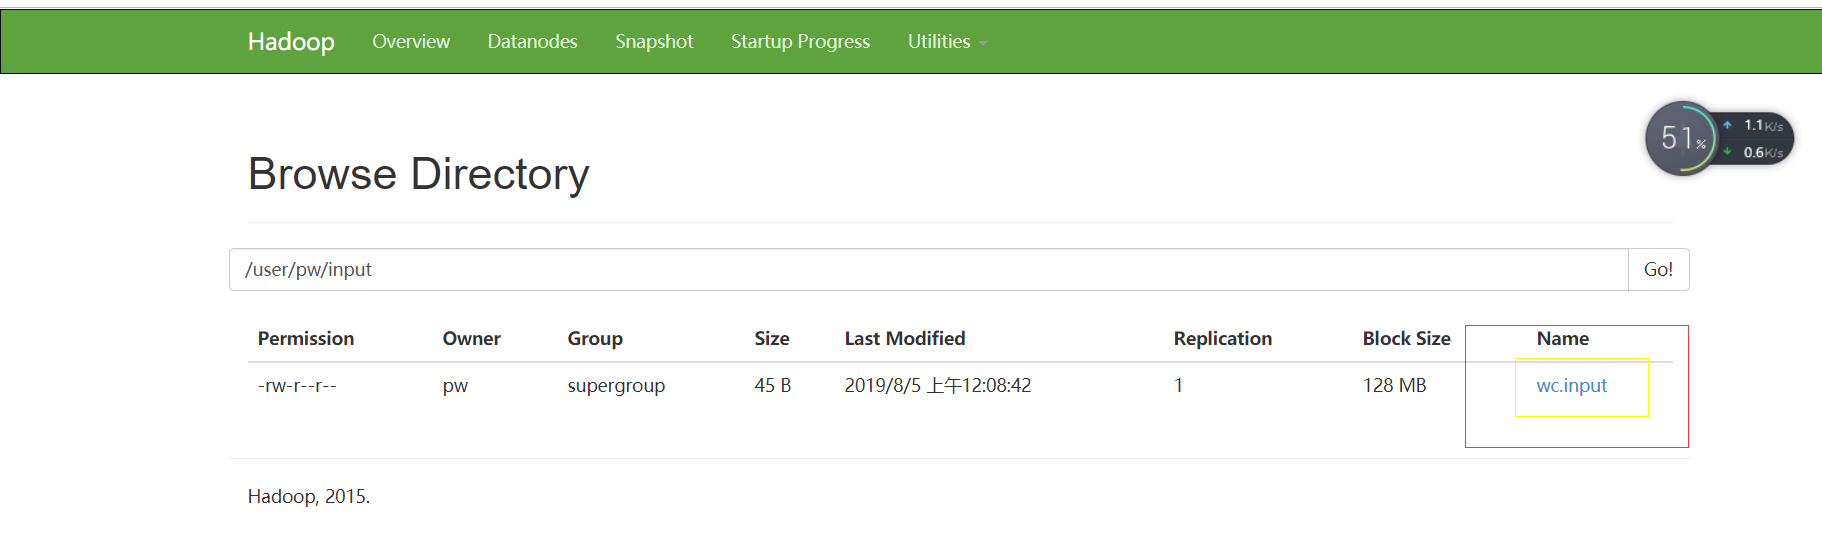 Hadoop Overview Datanodes Snapshot Startup Progress Utilities
51% 1.1K/s
0.6K/s
Browse Directory
/user/pw/input Go!
Permission Owner Group Size Last Modified Replication Block Size Name
-rw-r--r-- pw supergroup 45 B 2019/8/5 上午12:08:42 1 128 MB wc.input
Hadoop, 2015.